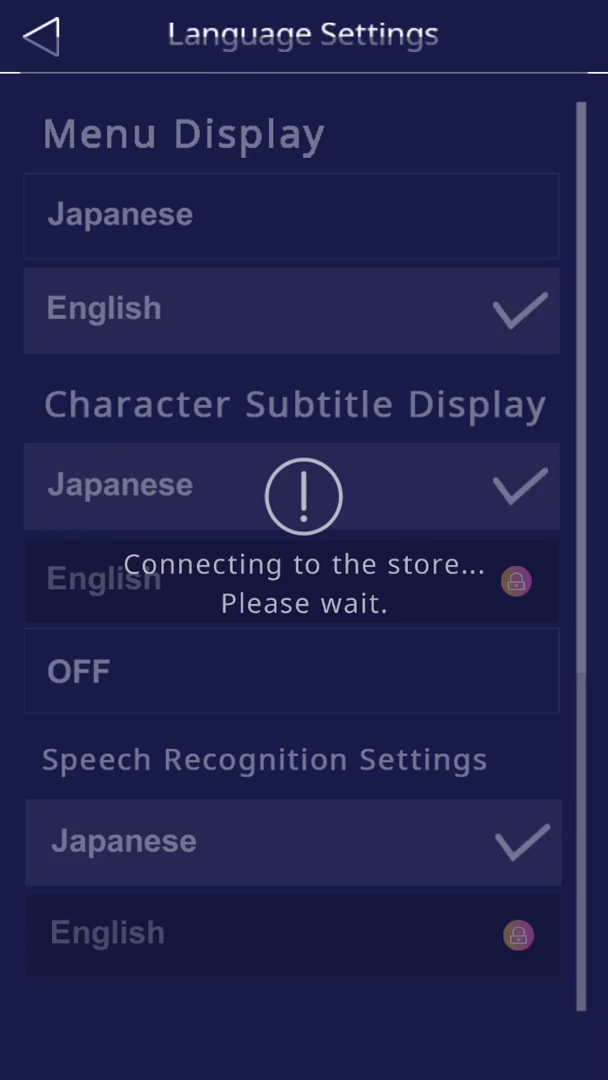 Language Settings
Menu Display
Japanese
English
Character Subtitle Display
Japanese
English
Connecting to the store...
Please wait.
OFF
Speech Recognition Settings
Japanese
English